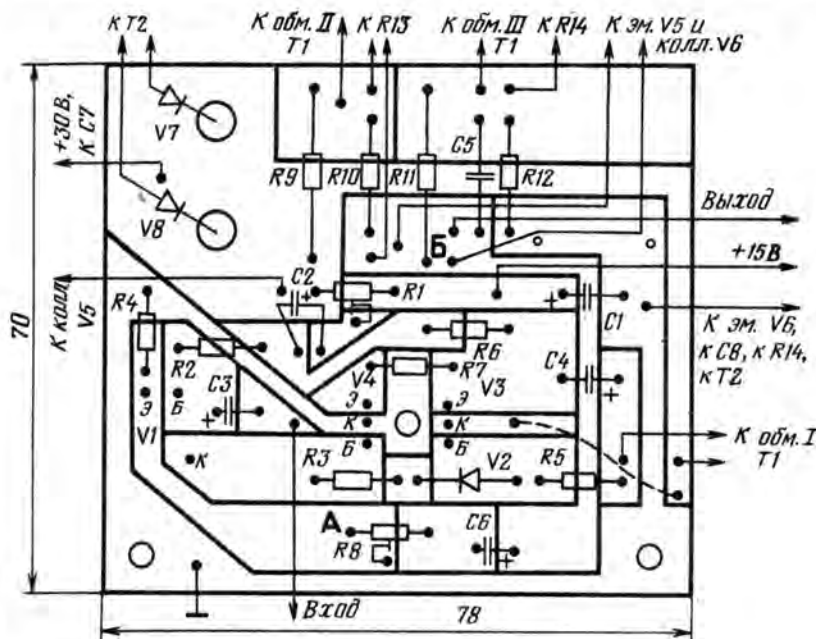 к Т2
К обм. II
Т1
К R13
К обм. III
Т1
К R14
К эм. V5 и
колл. V6
+30 В,
К С7
V7
V8
R9
R10
R11
C5
R12
Выход
Б
+15В
К колл.
V5
R4
C2
+
R1
+
C1
К эм. V6,
к С8, к R14,
к Т2
70
R2
R6
V4
R7
V3
C4
+
Э
Б
C3
+
Э
К
Б
Э
К
Б
V1
К
К обм. I
Т1
R3
V2
R5
А
R8
C6
+
Вход
78